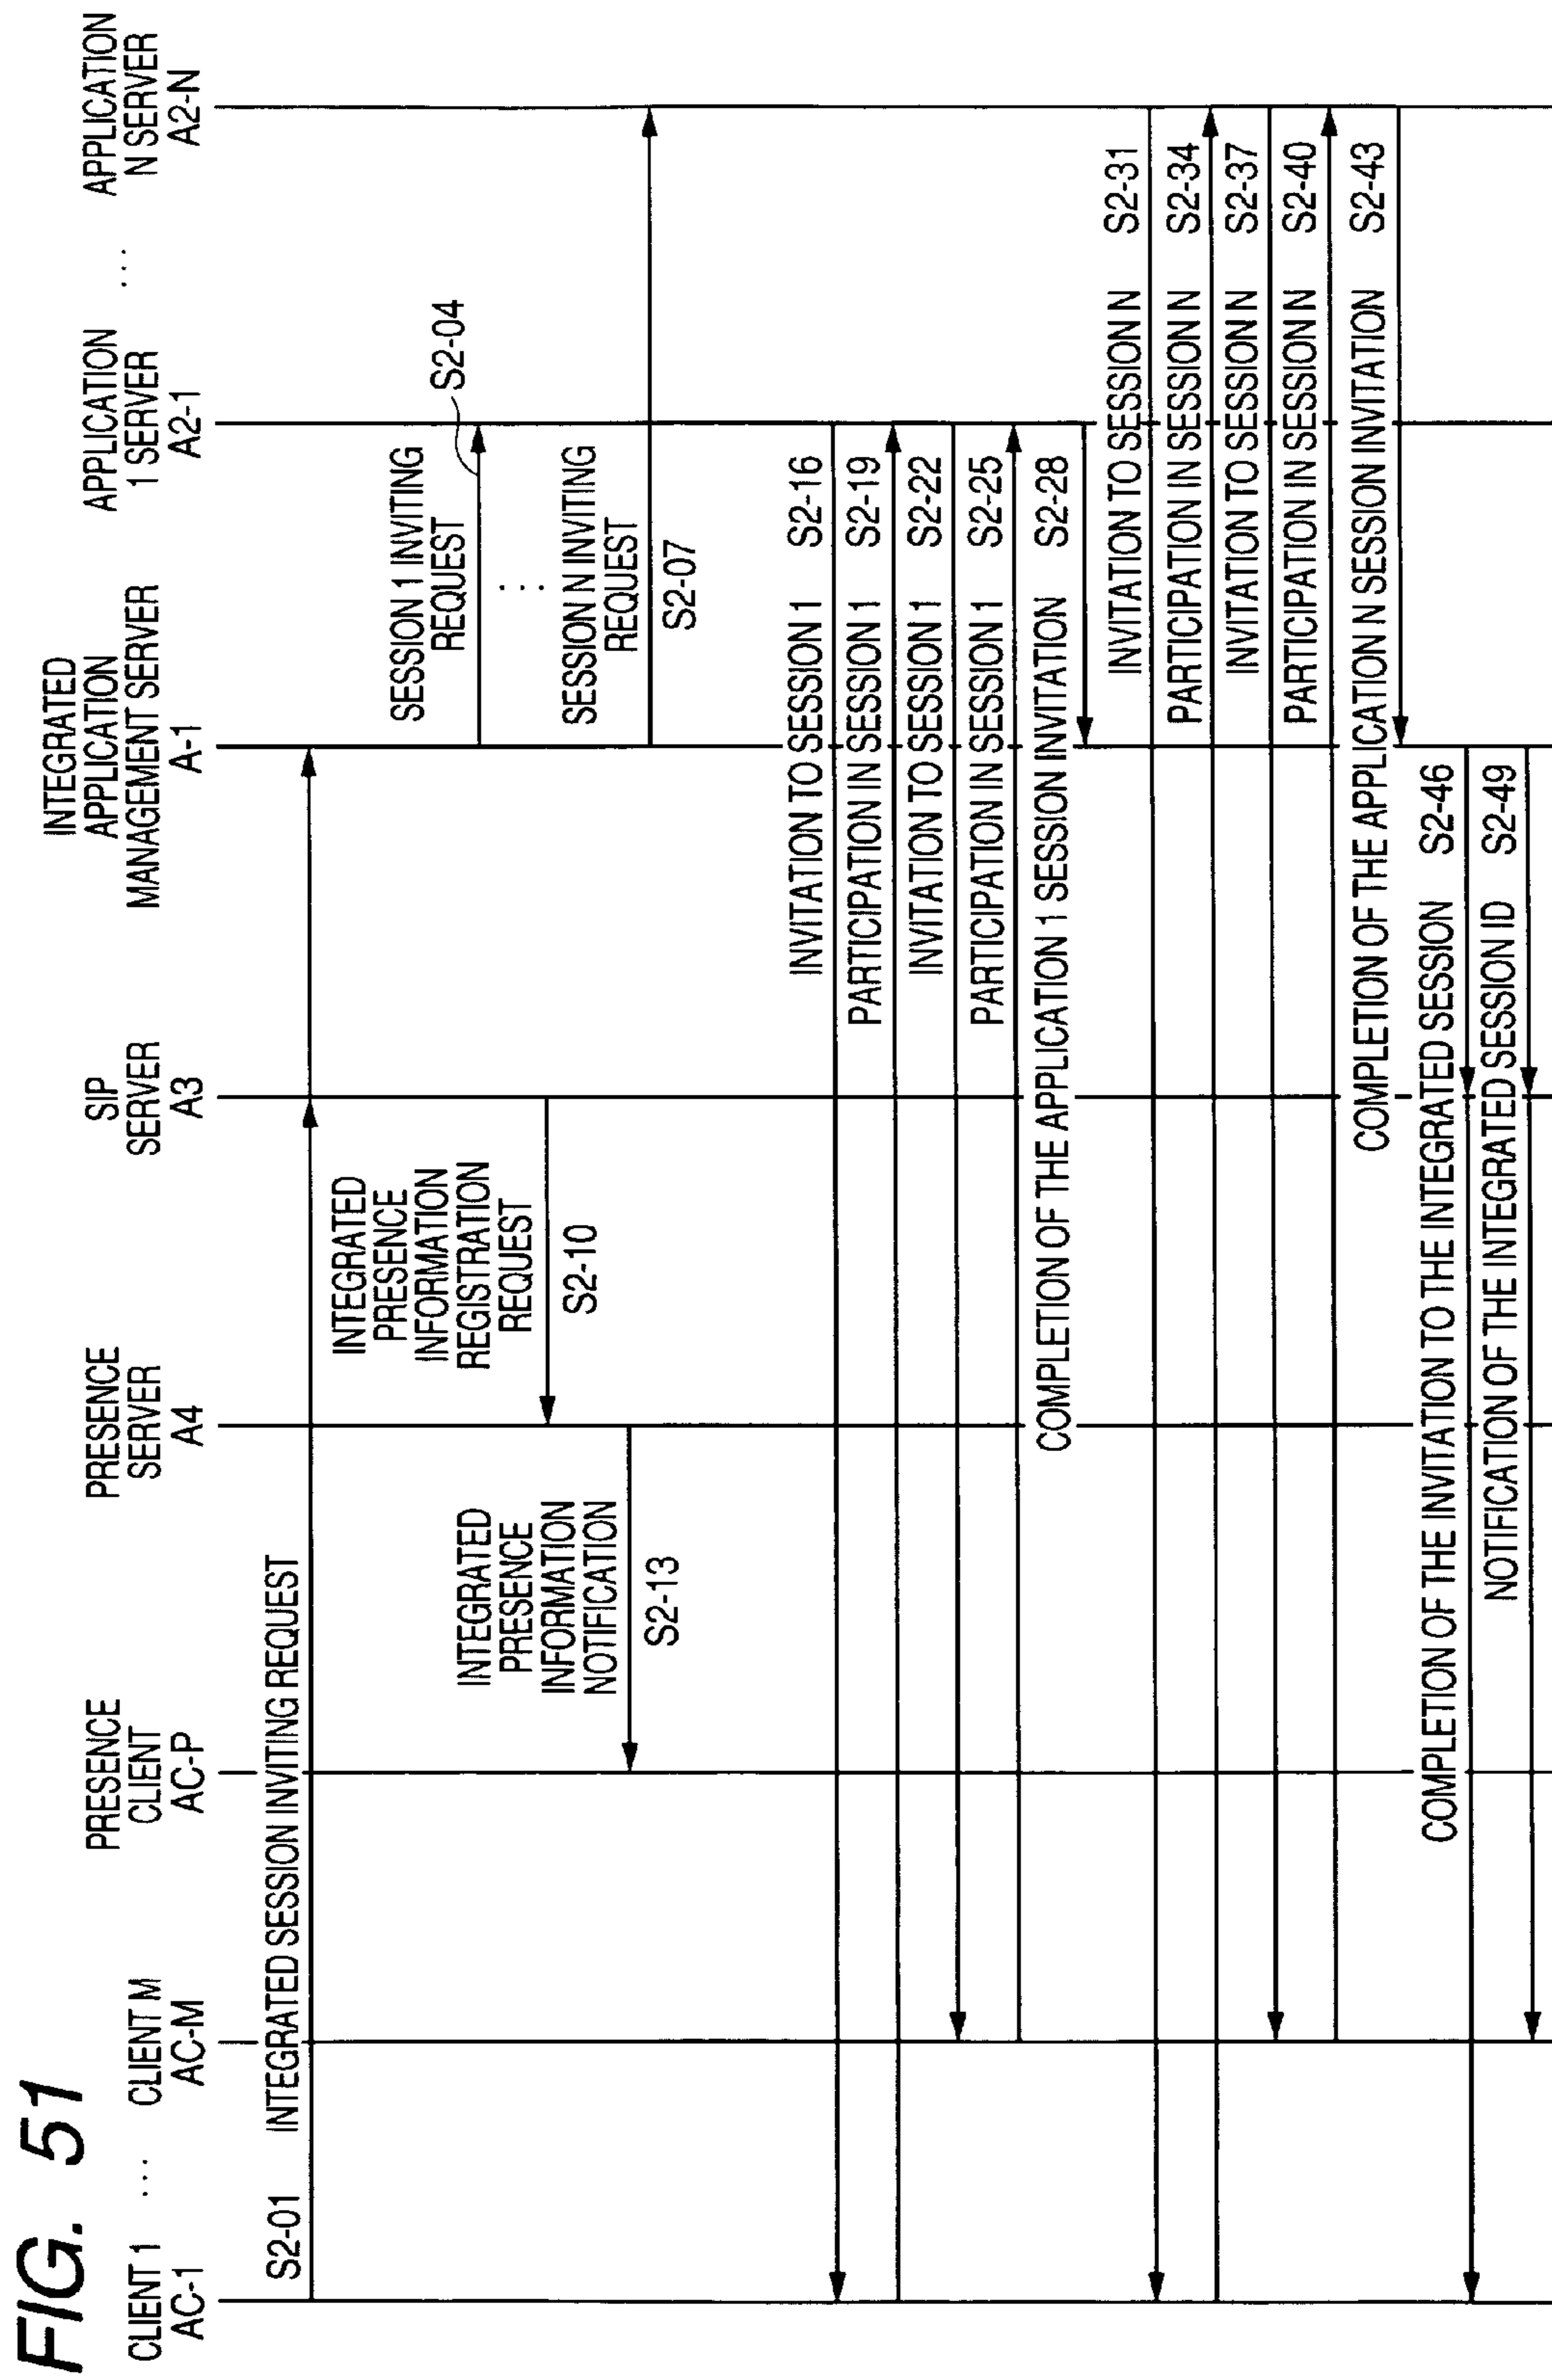 FIG. 51
CLIENT 1
AC-1
...
CLIENT M
AC-M
PRESENCE
CLIENT
AC-P
PRESENCE
SERVER
A4
SIP
SERVER
A3
INTEGRATED
APPLICATION
MANAGEMENT SERVER
A-1
APPLICATION
1 SERVER
A2-1
...
APPLICATION
N SERVER
A2-N
S2-01 INTEGRATED SESSION INVITING REQUEST
SESSION 1 INVITING
REQUEST
S2-04
...
SESSION N INVITING
REQUEST
S2-07
INTEGRATED
PRESENCE
INFORMATION
REGISTRATION
REQUEST
S2-10
INTEGRATED
PRESENCE
INFORMATION
NOTIFICATION
S2-13
INVITATION TO SESSION 1 S2-16
PARTICIPATION IN SESSION 1 S2-19
INVITATION TO SESSION 1 S2-22
PARTICIPATION IN SESSION 1 S2-25
COMPLETION OF THE APPLICATION 1 SESSION INVITATION S2-28
INVITATION TO SESSION N S2-31
PARTICIPATION IN SESSION N S2-34
INVITATION TO SESSION N S2-37
PARTICIPATION IN SESSION N S2-40
COMPLETION OF THE APPLICATION N SESSION INVITATION S2-43
COMPLETION OF THE INVITATION TO THE INTEGRATED SESSION S2-46
NOTIFICATION OF THE INTEGRATED SESSION ID S2-49